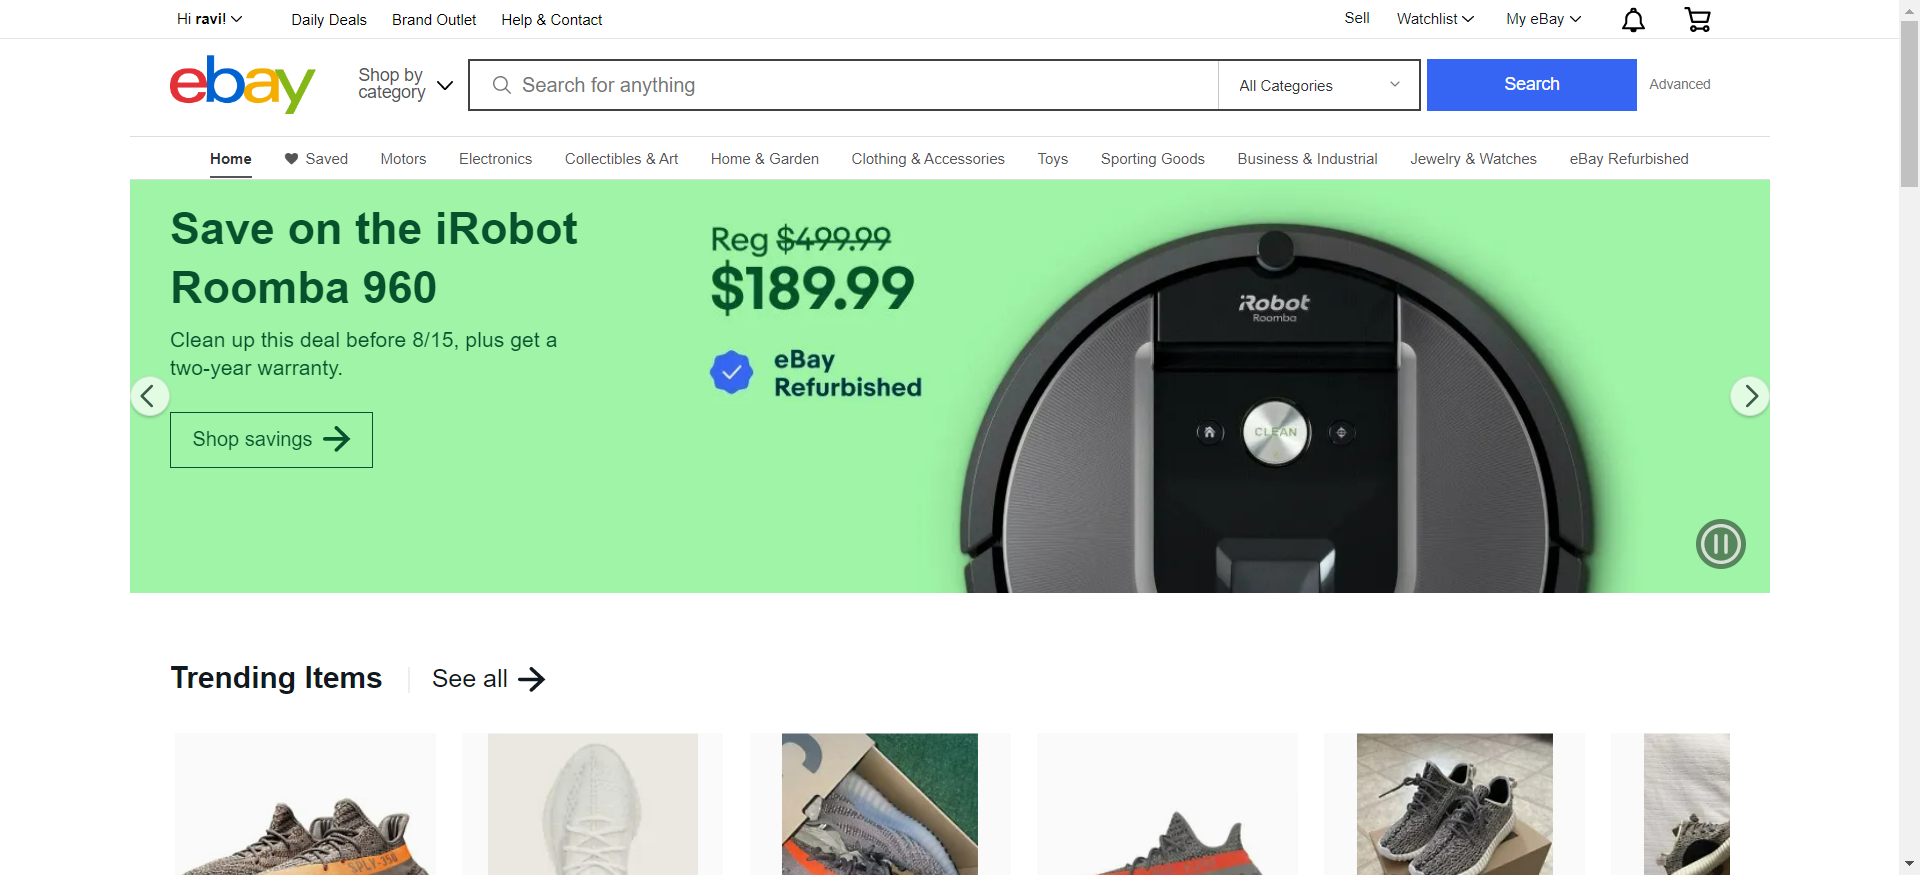 Hi ravi!
Daily Deals
Brand Outlet
Help & Contact
Sell
Watchlist
My eBay
ebay
Shop by
category
Search for anything
All Categories
Search
Advanced
Home
Saved
Motors
Electronics
Collectibles & Art
Home & Garden
Clothing & Accessories
Toys
Sporting Goods
Business & Industrial
Jewelry & Watches
eBay Refurbished
Save on the iRobot
Roomba 960
Clean up this deal before 8/15, plus get a
two-year warranty.
Shop savings
Reg $499.99
$189.99
eBay
Refurbished
iRobot
Roomba
CLEAN
Trending Items
See all
SPLY-350